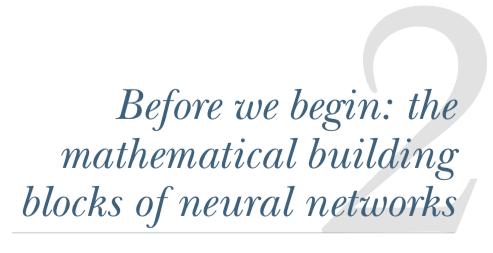 2
Before we begin: the
mathematical building
blocks of neural networks